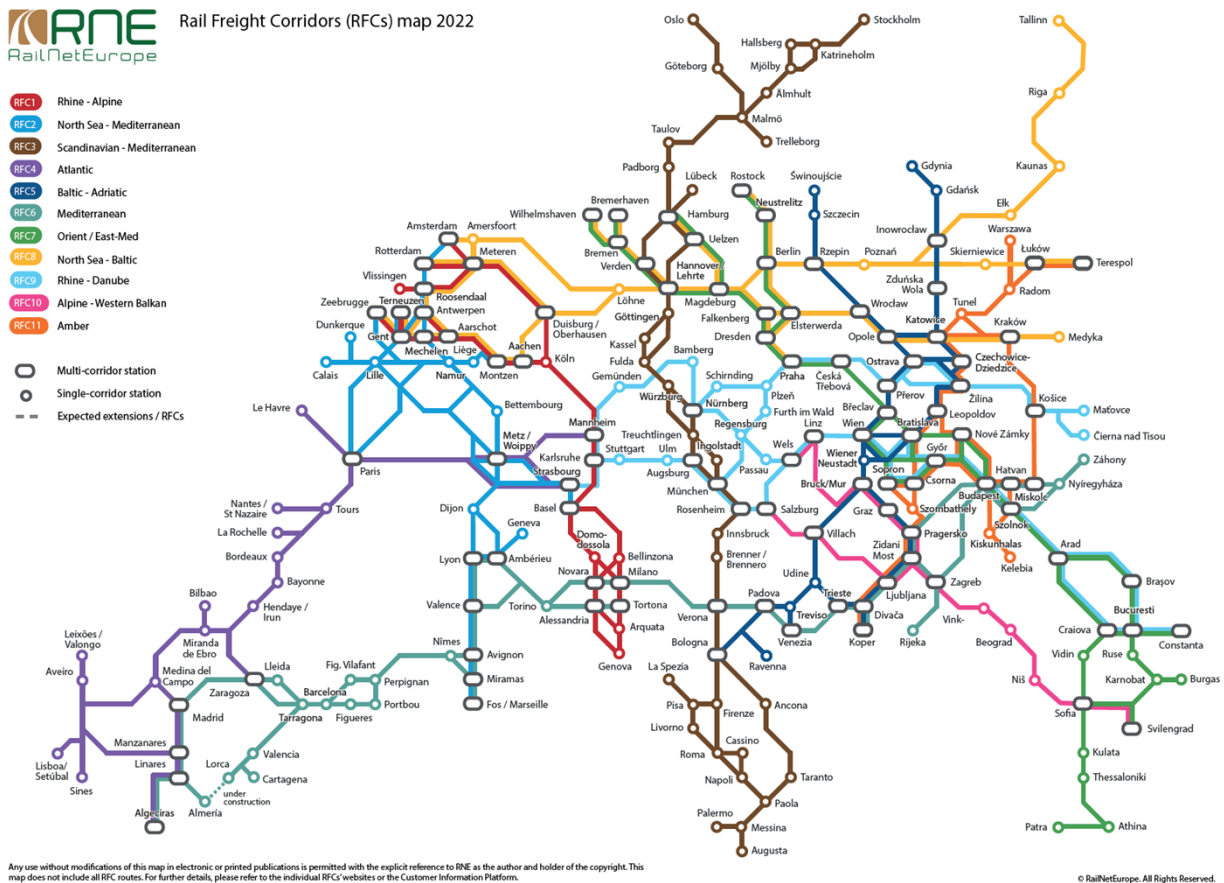 RNE
RailNetEurope
Rail Freight Corridors (RFCs) map 2022
RFC1 Rhine - Alpine
RFC2 North Sea - Mediterranean
RFC3 Scandinavian - Mediterranean
RFC4 Atlantic
RFC5 Baltic - Adriatic
RFC6 Mediterranean
RFC7 Orient / East-Med
RFC8 North Sea - Baltic
RFC9 Rhine - Danube
RFC10 Alpine - Western Balkan
RFC11 Amber
Multi-corridor station
Single-corridor station
Expected extensions / RFCs
Oslo
Stockholm
Tallinn
Hallsberg
Katrineholm
Göteborg
Mjölby
Älmhult
Riga
Malmö
Taulov
Trelleborg
Padborg
Gdynia
Kaunas
Lübeck
Rostock
Świnoujście
Gdańsk
Wilhelmshaven
Bremerhaven
Hamburg
Neustrelitz
Szczecin
Ełk
Amsterdam
Amersfoort
Uelzen
Inowrocław
Warszawa
Rotterdam
Meteren
Bremen
Verden
Hannover /
Lehrte
Berlin
Rzepin
Poznań
Skierniewice
Łuków
Terespol
Vlissingen
Roosendaal
Löhne
Magdeburg
Zduńska
Wola
Radom
Zeebrugge
Terneuzen
Antwerpen
Göttingen
Falkenberg
Elsterwerda
Wrocław
Tunel
Dunkerque
Gent
Aarschot
Duisburg /
Oberhausen
Kassel
Dresden
Opole
Katowice
Kraków
Medyka
Mechelen
Liège
Aachen
Köln
Fulda
Bamberg
Calais
Lille
Namur
Montzen
Gemünden
Schirnding
Praha
Česká
Třebová
Ostrava
Czechowice-
Dziedzice
Würzburg
Plzeň
Přerov
Žilina
Le Havre
Bettembourg
Nürnberg
Furth im Wald
Břeclav
Leopoldov
Košice
Maťovce
Mannheim
Regensburg
Linz
Wien
Bratislava
Nové Zámky
Čierna nad Tisou
Metz /
Woippy
Karlsruhe
Treuchtlingen
Stuttgart
Ulm
Ingolstadt
Passau
Wels
Wiener
Neustadt
Győr
Hatvan
Záhony
Paris
Strasbourg
Augsburg
Bruck/Mur
Sopron
Csorna
Budapest
Miskolc
Nyíregyháza
München
Nantes /
St Nazaire
Tours
Dijon
Basel
Rosenheim
Salzburg
Graz
Szombathely
Szolnok
La Rochelle
Geneva
Domo-
dossola
Innsbruck
Villach
Pragersko
Kiskunhalas
Bordeaux
Lyon
Ambérieu
Bellinzona
Brenner /
Brennero
Zidani
Most
Kelebia
Arad
Bayonne
Novara
Milano
Udine
Zagreb
Brașov
Bilbao
Hendaye /
Irun
Valence
Torino
Alessandria
Tortona
Verona
Padova
Treviso
Trieste
Ljubljana
Divača
Vink-
Bucuresti
Leixões /
Valongo
Miranda
de Ebro
Nîmes
Arquata
Venezia
Koper
Rijeka
Beograd
Craiova
Constanta
Aveiro
Medina del
Campo
Lleida
Fig. Vilafant
Avignon
Bologna
Ravenna
Genova
La Spezia
Vidin
Ruse
Zaragoza
Barcelona
Perpignan
Miramas
Niš
Karnobat
Burgas
Madrid
Tarragona
Figueres
Portbou
Fos / Marseille
Pisa
Firenze
Ancona
Sofia
Svilengrad
Livorno
Manzanares
Valencia
Roma
Cassino
Kulata
Lisboa/
Setúbal
Sines
Linares
Lorca
Cartagena
Napoli
Taranto
Thessaloniki
under
construction
Almería
Algeciras
Paola
Palermo
Messina
Patra
Athina
Augusta
Any use without modifications of this map in electronic or printed publications is permitted with the explicit reference to RNE as the author and holder of the copyright. This
map does not include all RFC routes. For further details, please refer to the individual RFCs' websites or the Customer Information Platform.
© RailNetEurope. All Rights Reserved.